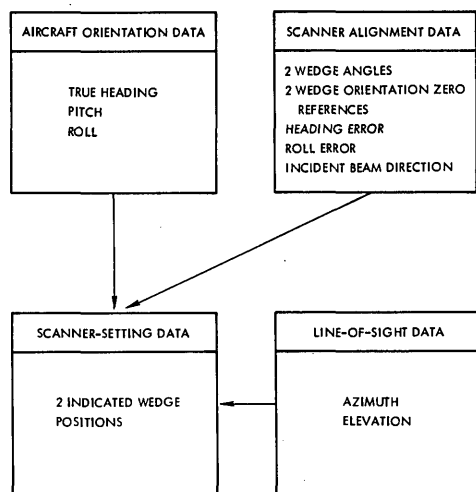 AIRCRAFT ORIENTATION DATA
TRUE HEADING
PITCH
ROLL
SCANNER ALIGNMENT DATA
2 WEDGE ANGLES
2 WEDGE ORIENTATION ZERO
REFERENCES
HEADING ERROR
ROLL ERROR
INCIDENT BEAM DIRECTION
SCANNER-SETTING DATA
2 INDICATED WEDGE
POSITIONS
LINE-OF-SIGHT DATA
AZIMUTH
ELEVATION